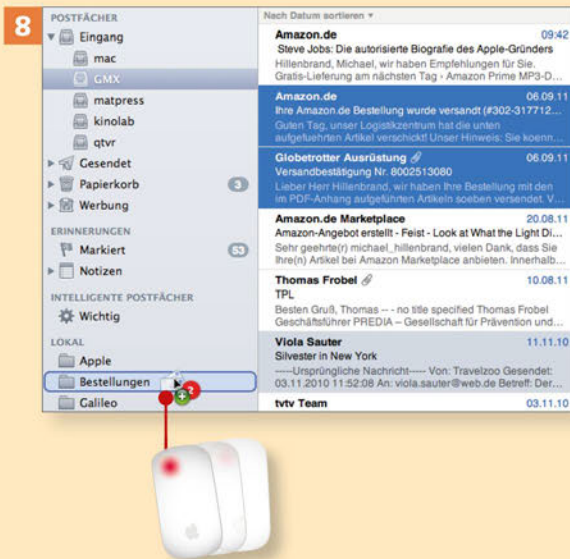 8
POSTFÄCHER
Eingang
mac
GMX
matpress
kinolab
qtvr
Gesendet
Papierkorb 3
Werbung
ERINNERUNGEN
Markiert 53
Notizen
INTELLIGENTE POSTFÄCHER
Wichtig
LOKAL
Apple
Bestellungen
Galileo
2
Nach Datum sortieren
Amazon.de 09:42
Steve Jobs: Die autorisierte Biografie des Apple-Gründers
Hillenbrand, Michael, wir haben Empfehlungen für Sie.
Gratis-Lieferung am nächsten Tag - Amazon Prime MP3-D...
Amazon.de 06.09.11
Ihre Amazon.de Bestellung wurde versandt (#302-317712...
Guten Tag, unser Logistikzentrum hat die unten
aufgefuehrten Artikel verschickt! Unser Hinweis: Sie koenn...
Globetrotter Ausrüstung 06.09.11
Versandbestätigung Nr. 8002513080
Lieber Herr Hillenbrand, wir haben Ihre Bestellung mit den
im PDF-Anhang aufgeführten Artikeln soeben versendet. V...
Amazon.de Marketplace 20.08.11
Amazon-Angebot erstellt - Feist - Look at What the Light Di...
Sehr geehrte(r) michael_hillenbrand, vielen Dank, dass Sie
Ihre(n) Artikel bei Amazon Marketplace anbieten. Innerhalb...
Thomas Frobel 10.08.11
TPL
Besten Gruß, Thomas -- - no title specified Thomas Frobel
Geschäftsführer PREDIA – Gesellschaft für Prävention und...
Viola Sauter 11.11.10
Silvester in New York
-----Ursprüngliche Nachricht----- Von: Travelzoo Gesendet:
03.11.2010 11:52:08 An: viola.sauter@web.de Betreff: Der...
tvtv Team 03.11.10